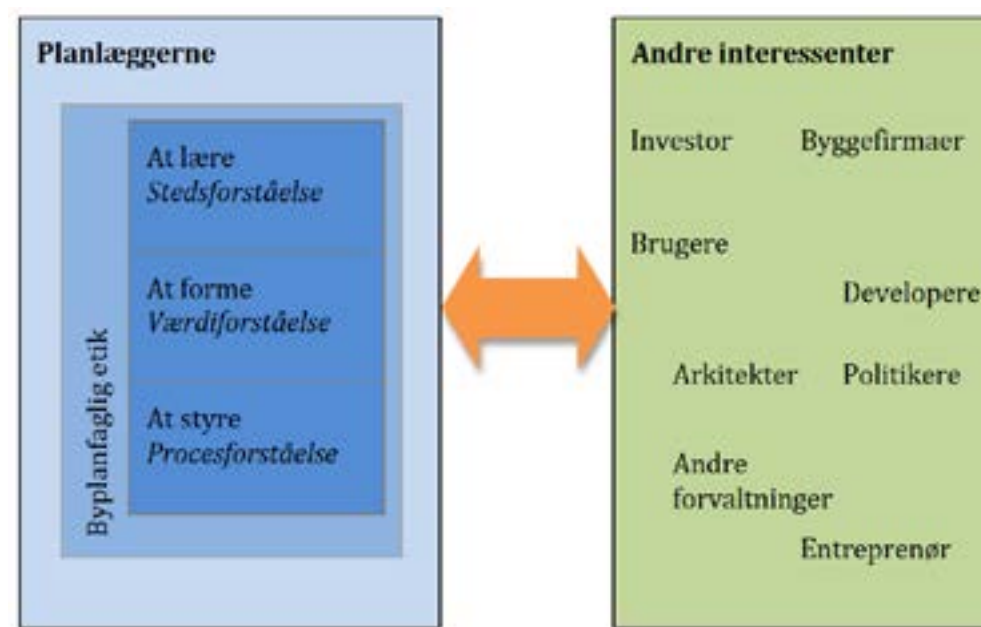 Planlæggerne
Byplanfaglig etik
At lære
Stedsforståelse
At forme
Værdiforståelse
At styre
Procesforståelse
Andre interessenter
Investor
Byggefirmaer
Brugere
Developere
Arkitekter
Politikere
Andre
forvaltninger
Entreprenør